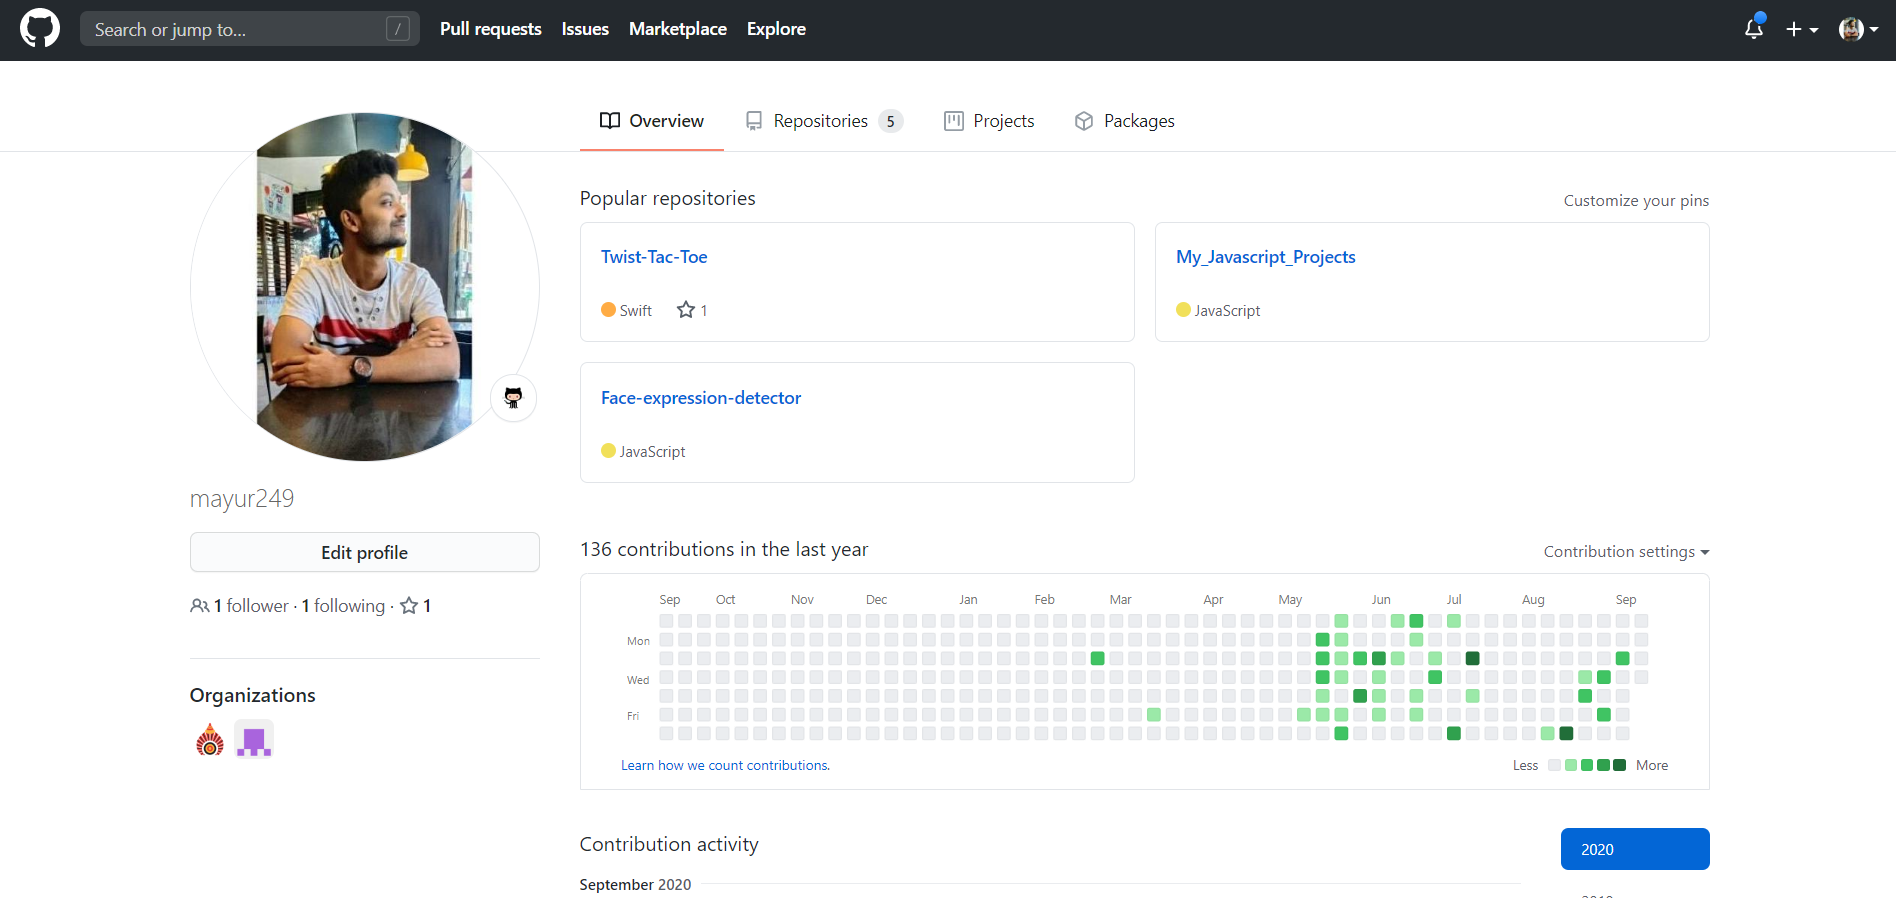 Search or jump to... /
Pull requests Issues Marketplace Explore
Overview Repositories 5 Projects Packages
Popular repositories
Customize your pins
Twist-Tac-Toe
Swift 1
My_Javascript_Projects
JavaScript
Face-expression-detector
JavaScript
mayur249
Edit profile
1 follower · 1 following · 1
Organizations
136 contributions in the last year
Contribution settings
Sep Oct Nov Dec Jan Feb Mar Apr May Jun Jul Aug Sep
Mon
Wed
Fri
Learn how we count contributions.
Less More
Contribution activity
2020
September 2020